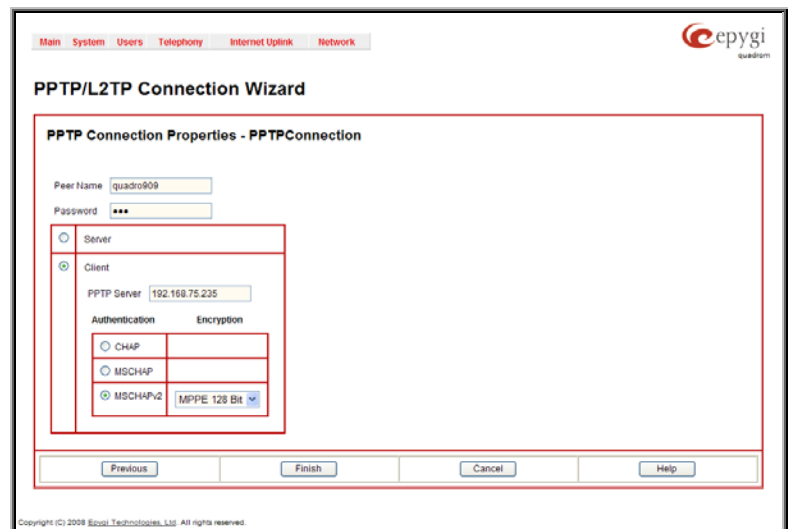 Main System Users Telephony Internet Uplink Network
epygi
quadrom
PPTP/L2TP Connection Wizard
PPTP Connection Properties - PPTPConnection
Peer Name quadro909
Password •••
Server
Client
PPTP Server 192.168.75.235
Authentication Encryption
CHAP
MSCHAP
MSCHAPv2 MPPE 128 Bit
Previous Finish Cancel Help
Copyright (C) 2008 Epygi Technologies, Ltd. All rights reserved.